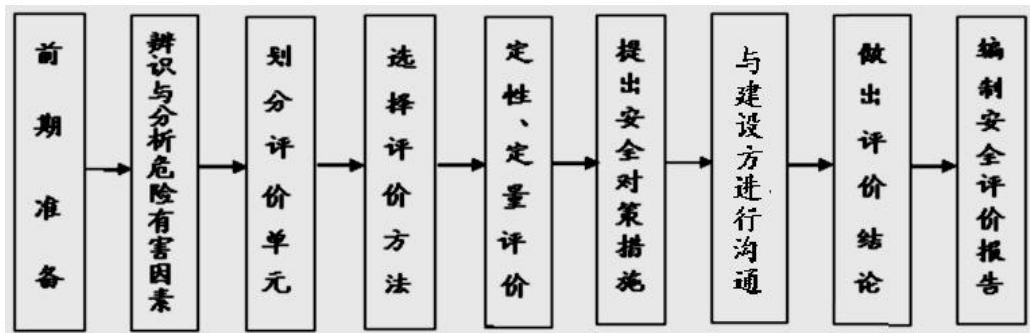 前期准备
辨识与分析危险有害因素
划分评价单元
选择评价方法
定性、定量评价
提出安全对策措施
与建设方进行沟通
做出评价结论
编制安全评价报告